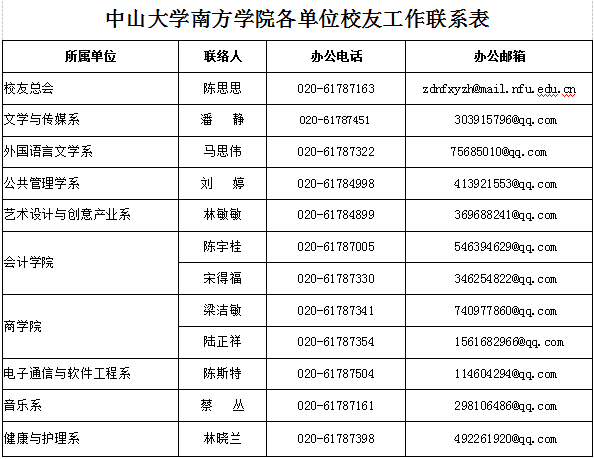 中山大学南方学院各单位校友工作联系表
所属单位 联络人 办公电话 办公邮箱
校友总会 陈思思 020-61787163 zdnfxyzh@mail.nfu.edu.cn
文学与传媒系 潘 静 020-61787451 303915796@qq.com
外国语言文学系 马思伟 020-61787322 75685010@qq.com
公共管理学系 刘 婷 020-61784998 413921553@qq.com
艺术设计与创意产业系 林敏敏 020-61784899 369688241@qq.com
会计学院 陈宇桂 020-61787005 546394629@qq.com
宋得福 020-61787330 346254822@qq.com
商学院 梁洁敏 020-61787341 740977860@qq.com
陆正祥 020-61787354 1561682966@qq.com
电子通信与软件工程系 陈斯特 020-61787504 114604294@qq.com
音乐系 蔡 丛 020-61787161 298106486@qq.com
健康与护理系 林晓兰 020-61787398 492261920@qq.com